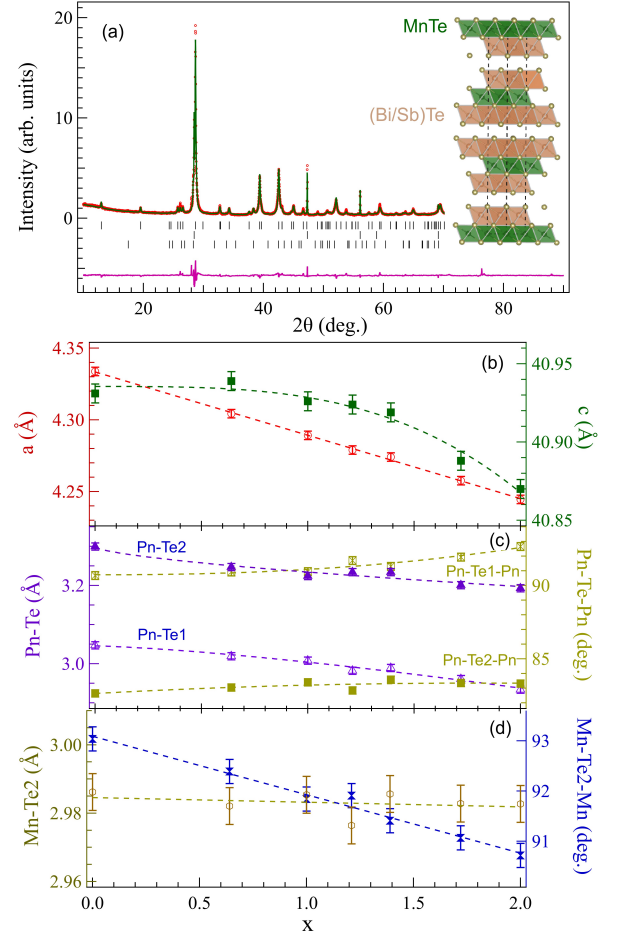 (a)
MnTe
(Bi/Sb)Te
Intensity (arb. units)
20
10
0
20
40
60
80
2θ (deg.)
(b)
a (Å)
4.35
4.30
4.25
c (Å)
40.95
40.90
40.85
(c)
Pn-Te2
Pn-Te1-Pn
Pn-Te1
Pn-Te2-Pn
Pn-Te (Å)
3.2
3.0
Pn-Te-Pn (deg.)
90
85
(d)
Mn-Te2 (Å)
3.00
2.98
2.96
Mn-Te2-Mn (deg.)
93
92
91
0.0
0.5
1.0
1.5
2.0
x